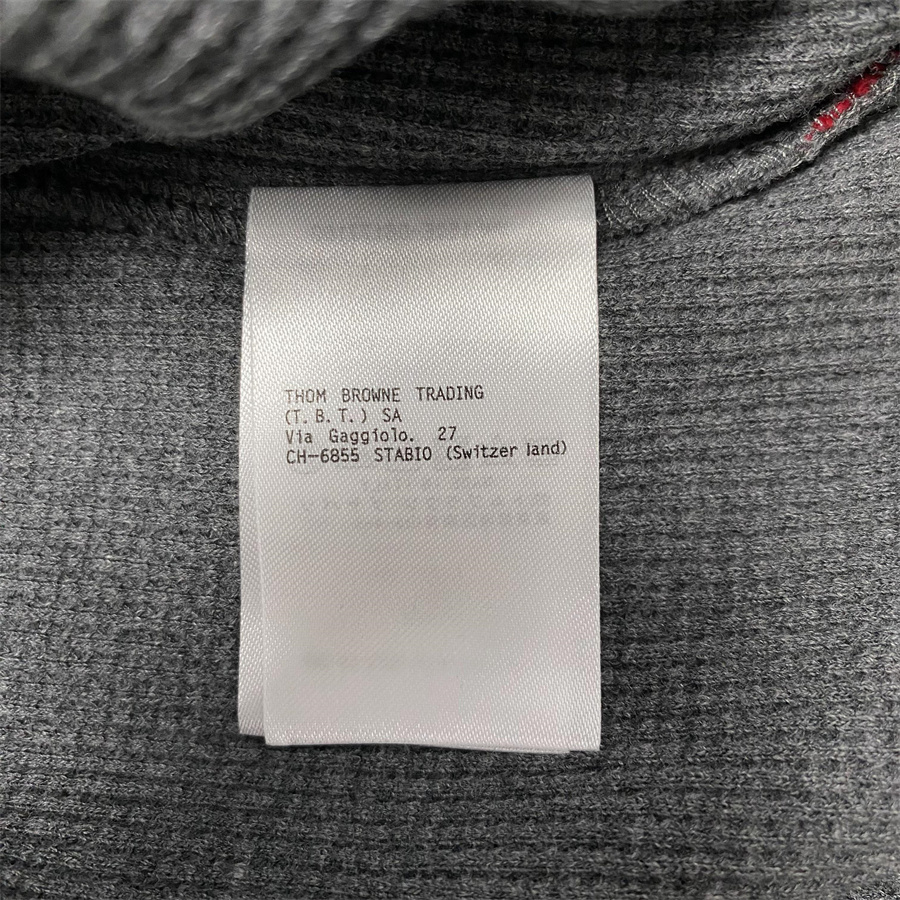 THOM BROWNE TRADING
(T.B.T.) SA
Via Gaggiolo. 27
CH-6855 STABIO (Switzer land)